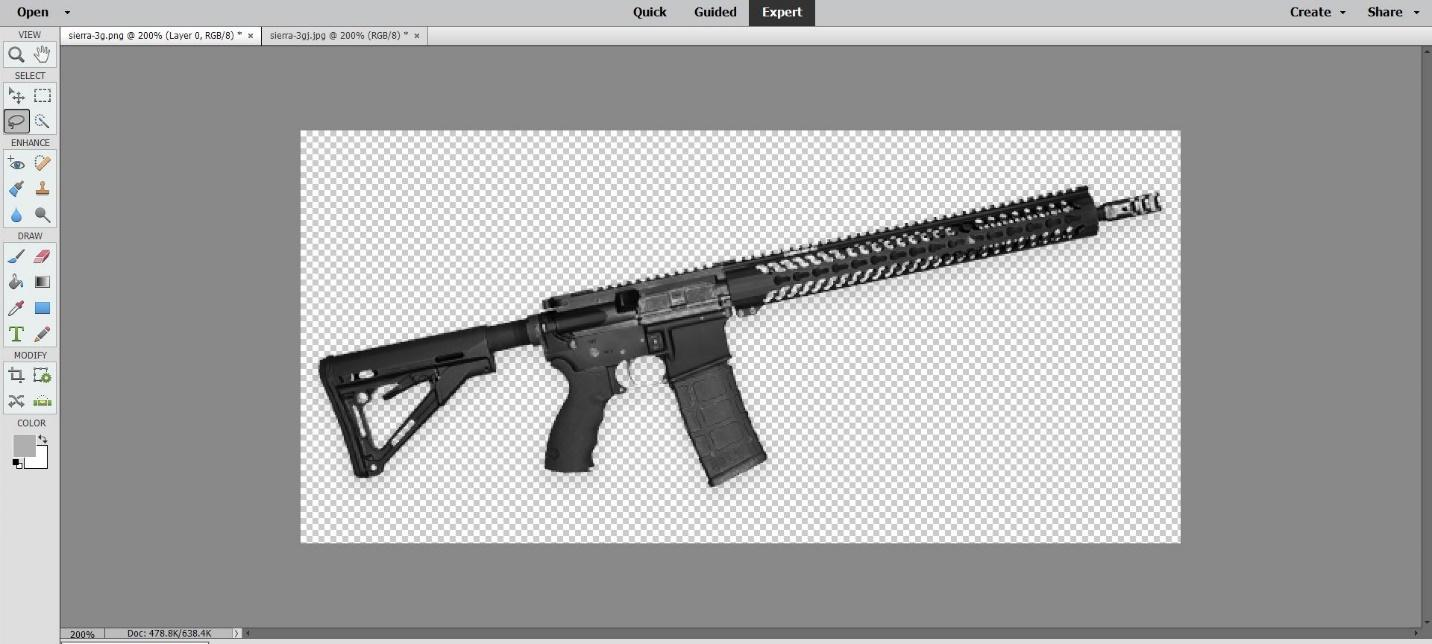 Open
Quick
Guided
Expert
Create
Share
VIEW
sierra-3g.png @ 200% (Layer 0, RGB/8) * ×
sierra-3gj.jpg @ 200% (RGB/8) * ×
SELECT
ENHANCE
DRAW
T
MODIFY
COLOR
200%
Doc: 478.8K/638.4K